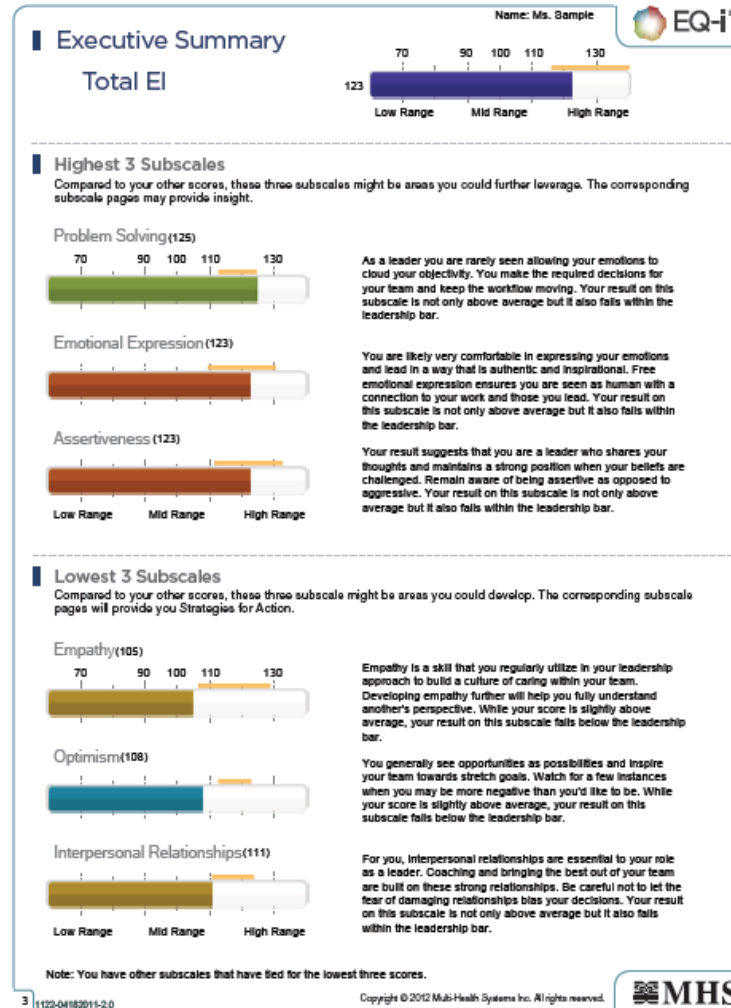 Name: Ms. Sample
EQ-i
Executive Summary
Total EI
70 90 100 110 130
123
Low Range Mid Range High Range
Highest 3 Subscales
Compared to your other scores, these three subscales might be areas you could further leverage. The corresponding
subscale pages may provide insight.
Problem Solving(125)
70 90 100 110 130
As a leader you are rarely seen allowing your emotions to
cloud your objectivity. You make the required decisions for
your team and keep the workflow moving. Your result on this
subscale is not only above average but it also falls within the
leadership bar.
Emotional Expression(123)
You are likely very comfortable in expressing your emotions
and lead in a way that is authentic and inspirational. Free
emotional expression ensures you are seen as human with a
connection to your work and those you lead. Your result on
this subscale is not only above average but it also falls within
the leadership bar.
Assertiveness(123)
Your result suggests that you are a leader who shares your
thoughts and maintains a strong position when your beliefs are
challenged. Remain aware of being assertive as opposed to
aggressive. Your result on this subscale is not only above
average but it also falls within the leadership bar.
Low Range Mid Range High Range
Lowest 3 Subscales
Compared to your other scores, these three subscale might be areas you could develop. The corresponding subscale
pages will provide you Strategies for Action.
Empathy(105)
70 90 100 110 130
Empathy is a skill that you regularly utilize in your leadership
approach to build a culture of caring within your team.
Developing empathy further will help you fully understand
another's perspective. While your score is slightly above
average, your result on this subscale falls below the leadership
bar.
Optimism(108)
You generally see opportunities as possibilities and inspire
your team towards stretch goals. Watch for a few instances
when you may be more negative than you'd like to be. While
your score is slightly above average, your result on this
subscale falls below the leadership bar.
Interpersonal Relationships(111)
For you, interpersonal relationships are essential to your role
as a leader. Coaching and bringing the best out of your team
are built on these strong relationships. Be careful not to let the
fear of damaging relationships bias your decisions. Your result
on this subscale is not only above average but it also falls
within the leadership bar.
Low Range Mid Range High Range
Note: You have other subscales that have tied for the lowest three scores.
3 1122-04182011-2.0
Copyright © 2012 Multi-Health Systems Inc. All rights reserved.
MHS